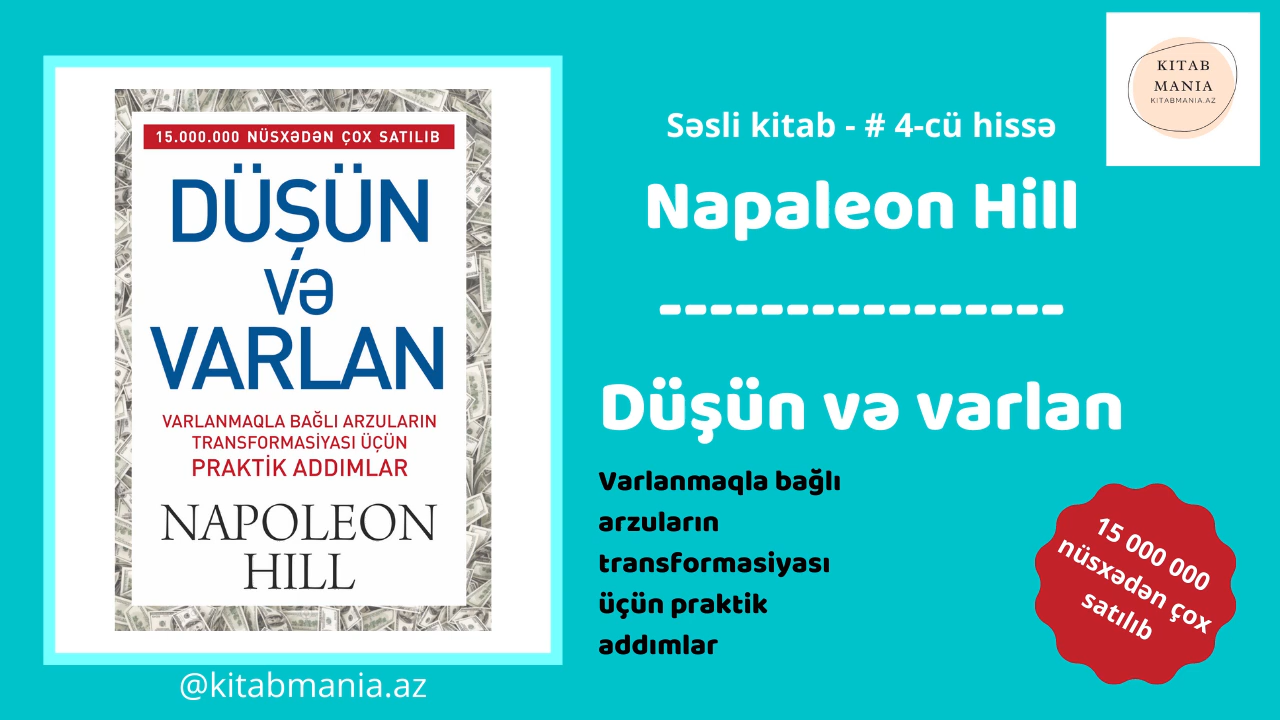 15.000.000 NÜSXƏDƏN ÇOX SATILIB
DÜŞÜN
VƏ
VARLAN
VARLANMAQLA BAĞLI ARZULARIN
TRANSFORMASİYASI ÜÇÜN
PRAKTİK ADDIMLAR
NAPOLEON
HILL
@kitabmania.az
Səsli kitab - # 4-cü hissə
Napaleon Hill
----------------
Düşün və varlan
Varlanmaqla bağlı
arzuların
transformasiyası
üçün praktik
addımlar
KITAB
MANIA
KITABMANIA.AZ
15 000 000
nüsxədən çox
satılıb